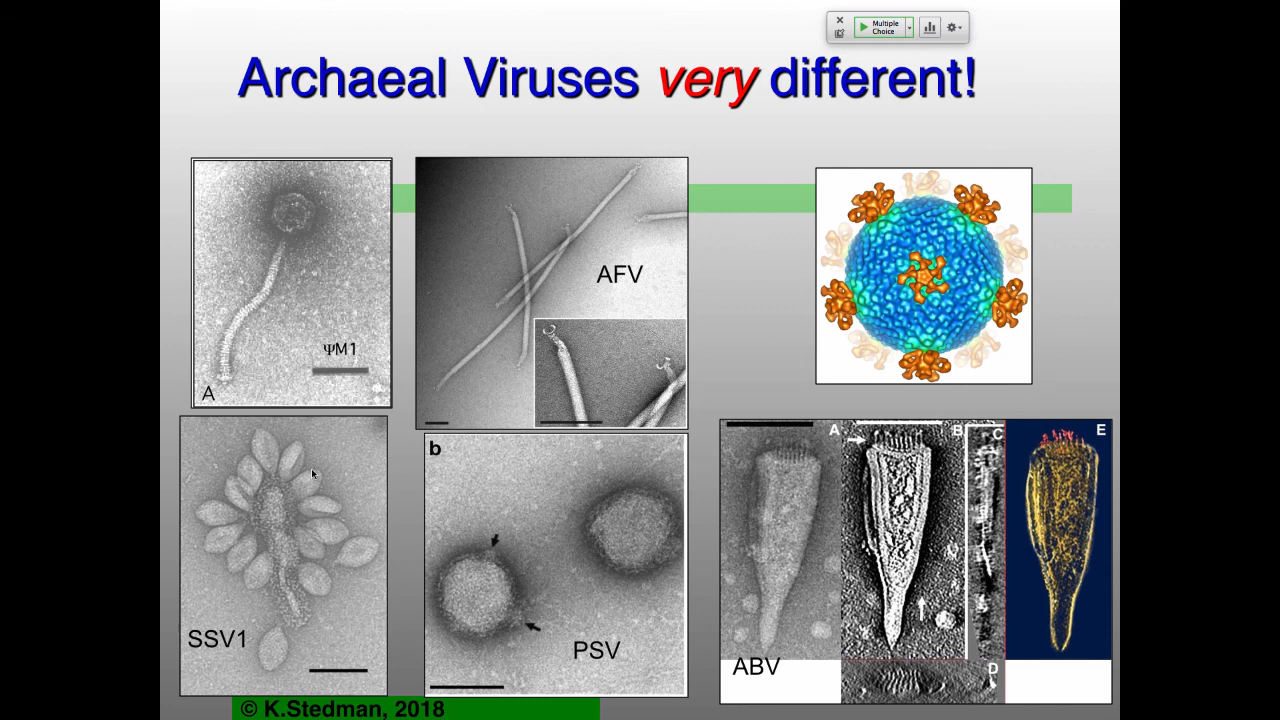 Multiple
Choice
Archaeal Viruses very different!
ΨM1
A
AFV
SSV1
b
PSV
A
B
C
E
ABV
D
© K.Stedman, 2018